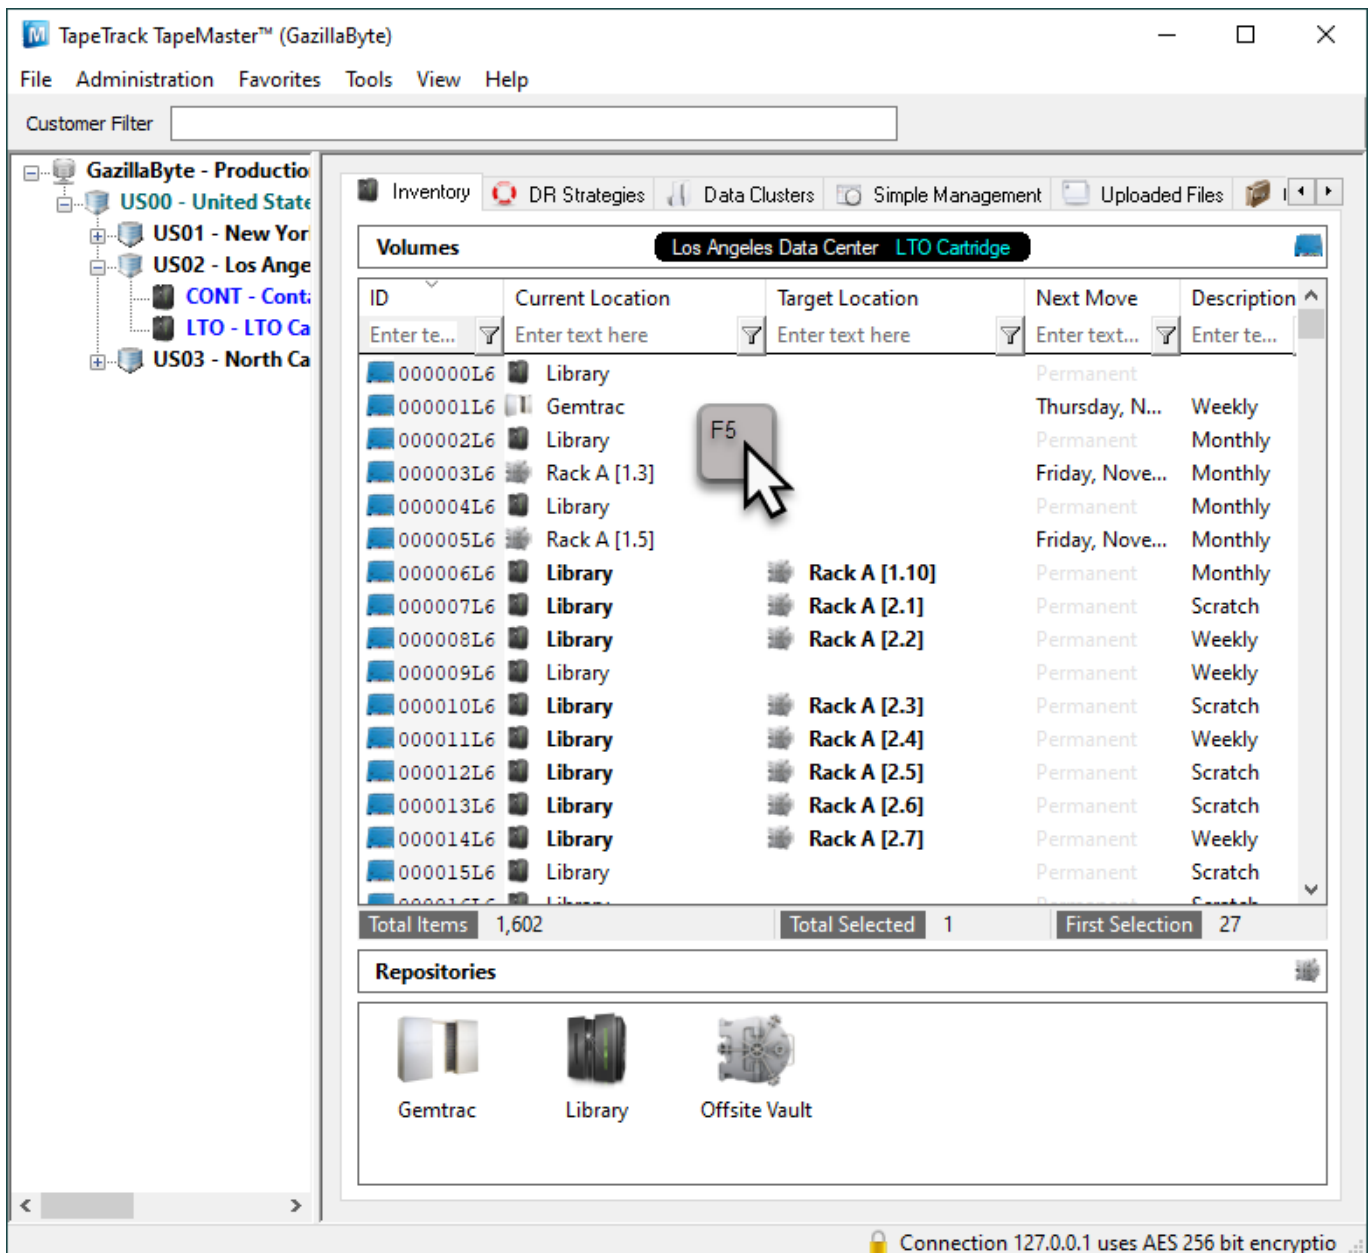 TapeTrack TapeMaster™ (GazillaByte)
File Administration Favorites Tools View Help
Customer Filter
GazillaByte - Productio
US00 - United State
US01 - New Yor
US02 - Los Ange
CONT - Conta
LTO - LTO Ca
US03 - North Ca
Inventory DR Strategies Data Clusters Simple Management Uploaded Files
Volumes Los Angeles Data Center LTO Cartridge
ID Current Location Target Location Next Move Description
Enter te... Enter text here Enter text here Enter text... Enter te...
000000L6 Library Permanent
000001L6 Gemtrac Thursday, N... Weekly
F5
000002L6 Library Permanent Monthly
000003L6 Rack A [1.3] Friday, Nove... Monthly
000004L6 Library Permanent Monthly
000005L6 Rack A [1.5] Friday, Nove... Monthly
000006L6 Library Rack A [1.10] Permanent Monthly
000007L6 Library Rack A [2.1] Permanent Scratch
000008L6 Library Rack A [2.2] Permanent Weekly
000009L6 Library Permanent Weekly
000010L6 Library Rack A [2.3] Permanent Scratch
000011L6 Library Rack A [2.4] Permanent Weekly
000012L6 Library Rack A [2.5] Permanent Scratch
000013L6 Library Rack A [2.6] Permanent Scratch
000014L6 Library Rack A [2.7] Permanent Weekly
000015L6 Library Permanent Scratch
Total Items 1,602 Total Selected 1 First Selection 27
Repositories
Gemtrac Library Offsite Vault
Connection 127.0.0.1 uses AES 256 bit encryptio